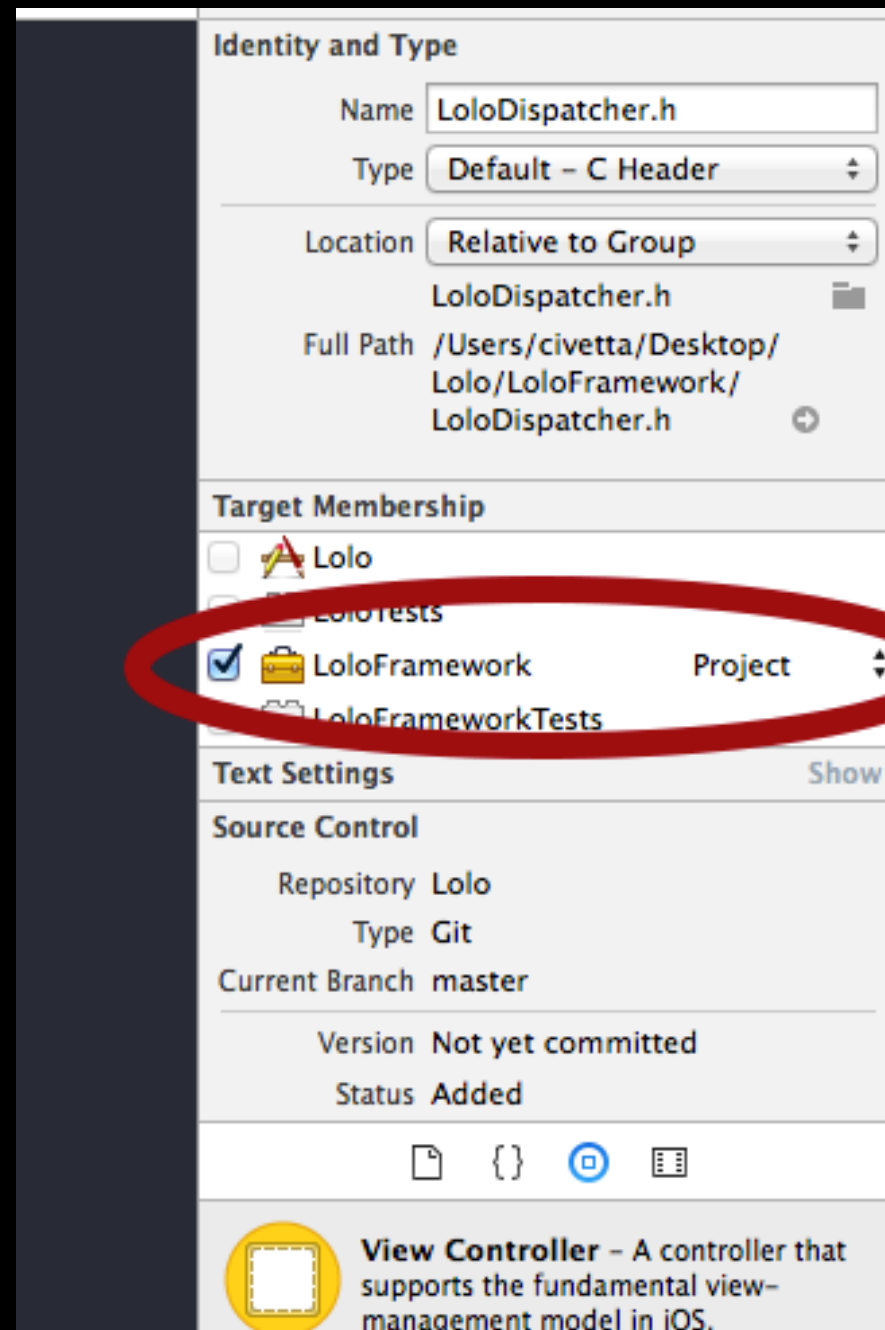 Identity and Type
Name LoloDispatcher.h
Type Default – C Header
Location Relative to Group
LoloDispatcher.h
Full Path /Users/civetta/Desktop/
Lolo/LoloFramework/
LoloDispatcher.h
Target Membership
Lolo
LoloTests
LoloFramework Project
LoloFrameworkTests
Text Settings Show
Source Control
Repository Lolo
Type Git
Current Branch master
Version Not yet committed
Status Added
{}
View Controller – A controller that
supports the fundamental view-
management model in iOS.